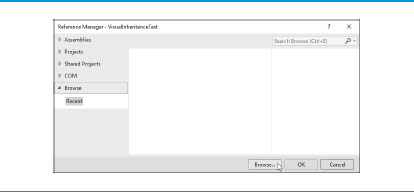 Reference Manager - VisualInheritanceTest
? ×
Assemblies
Search Browse (Ctrl+E)
Projects
Shared Projects
COM
Browse
Recent
Browse... OK Cancel